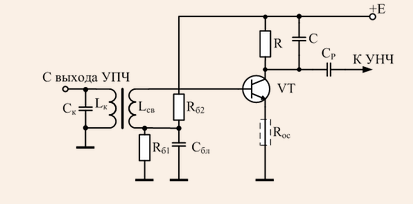 +E
R
C
Cр
К УНЧ
С выхода УПЧ
Cк
Lк
Lсв
Rб2
VT
Rб1
Cбл
Rос